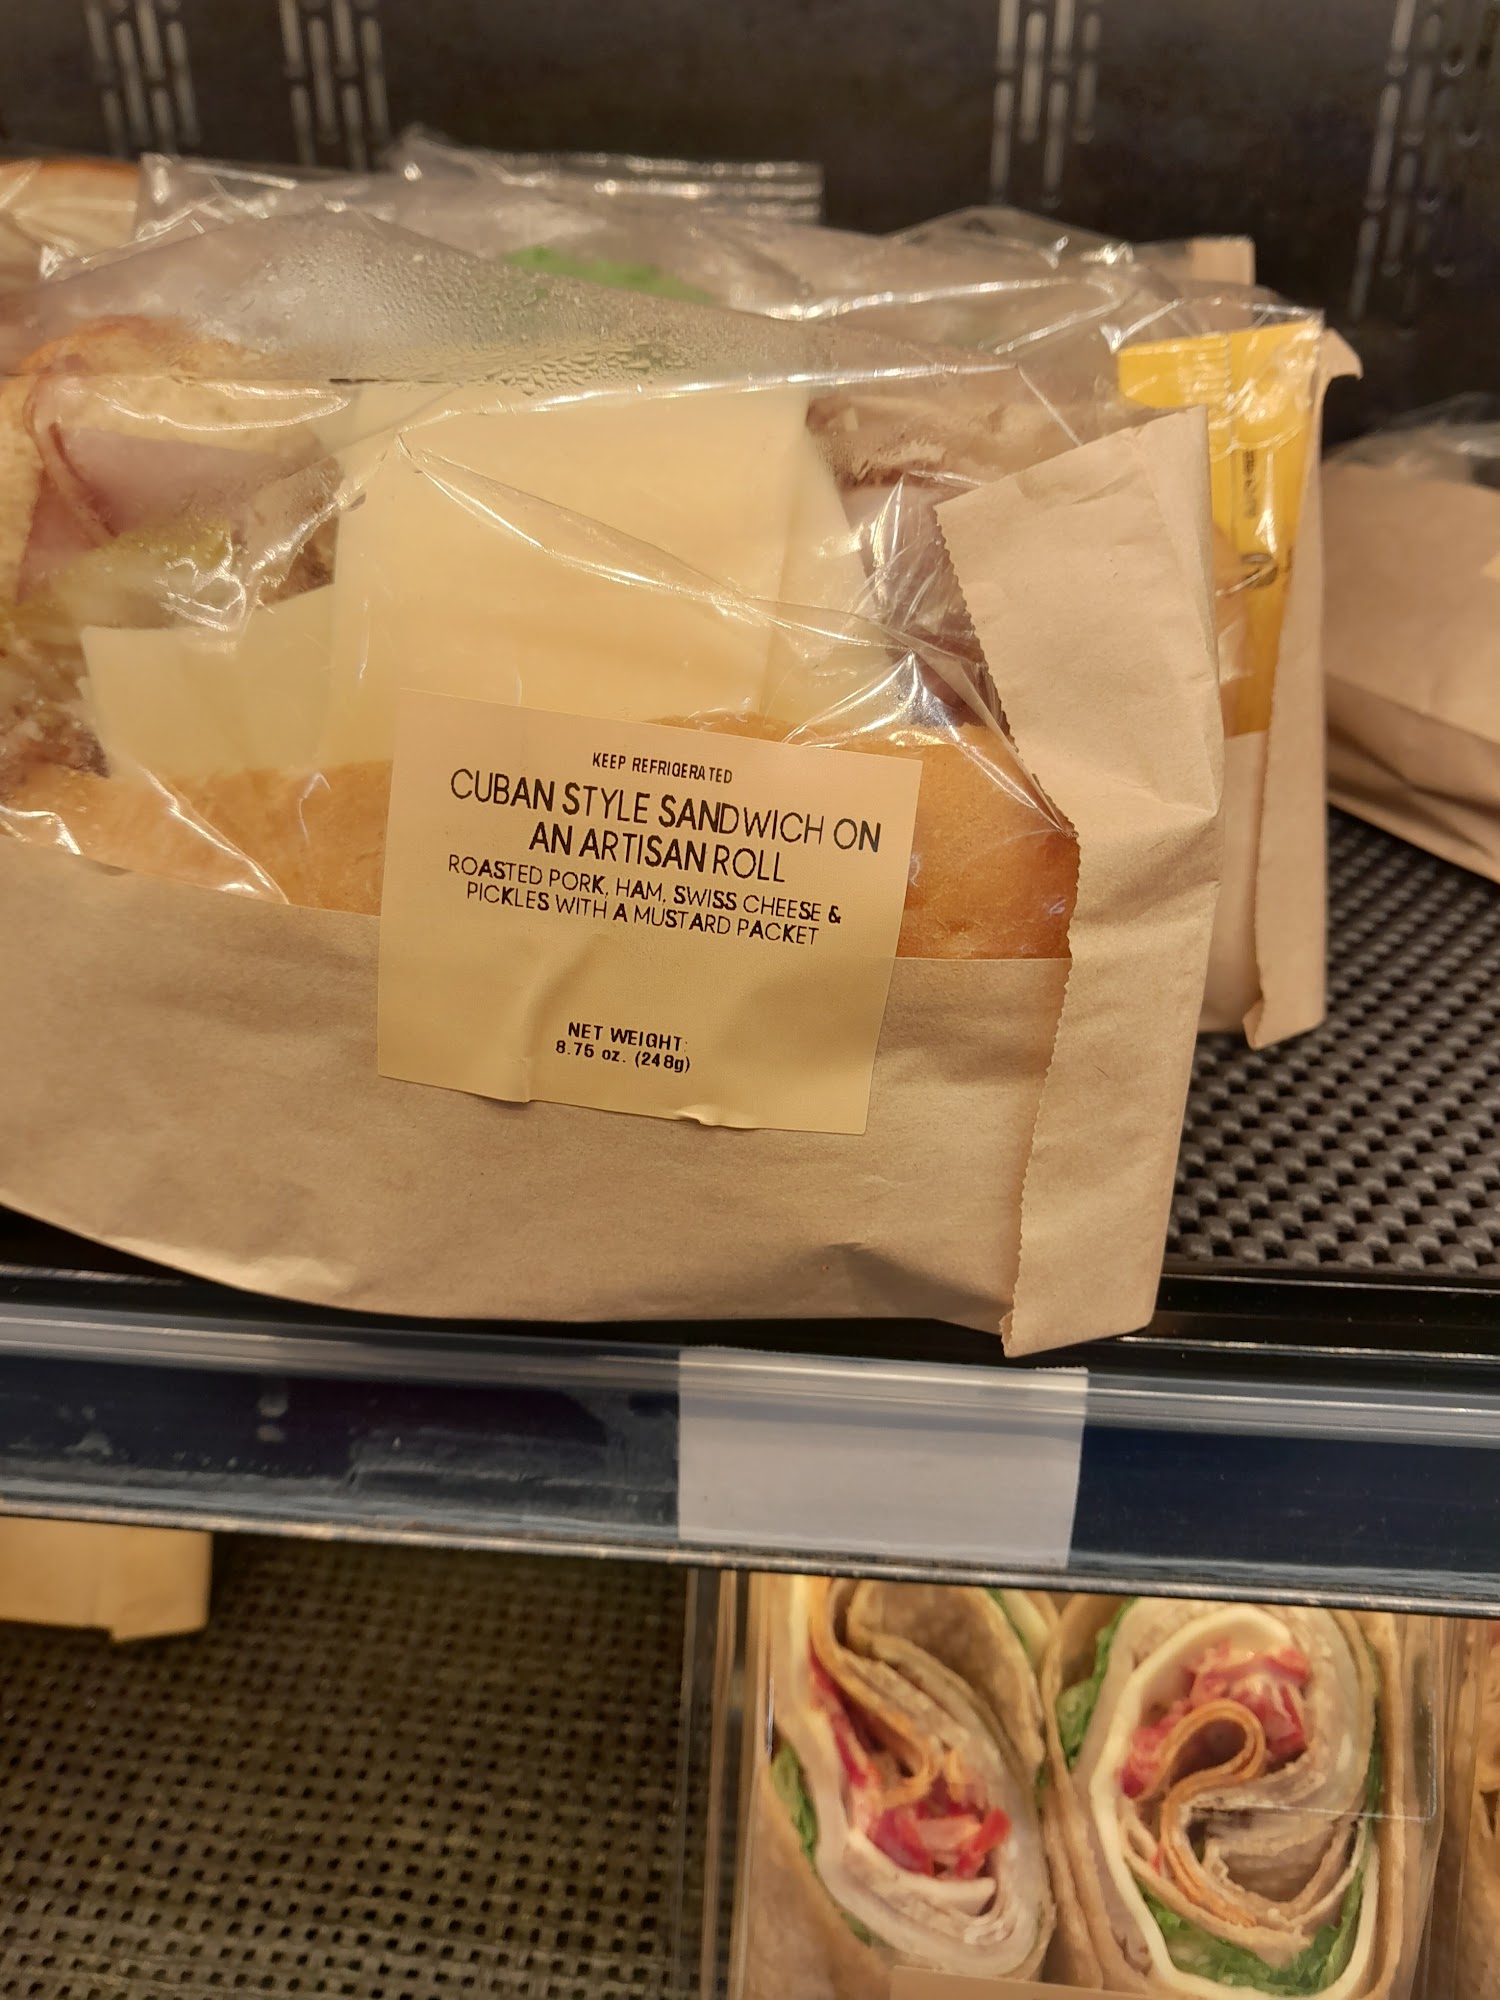 KEEP REFRIGERATED
CUBAN STYLE SANDWICH ON
AN ARTISAN ROLL
ROASTED PORK, HAM, SWISS CHEESE &
PICKLES WITH A MUSTARD PACKET
NET WEIGHT:
8.75 oz. (248g)